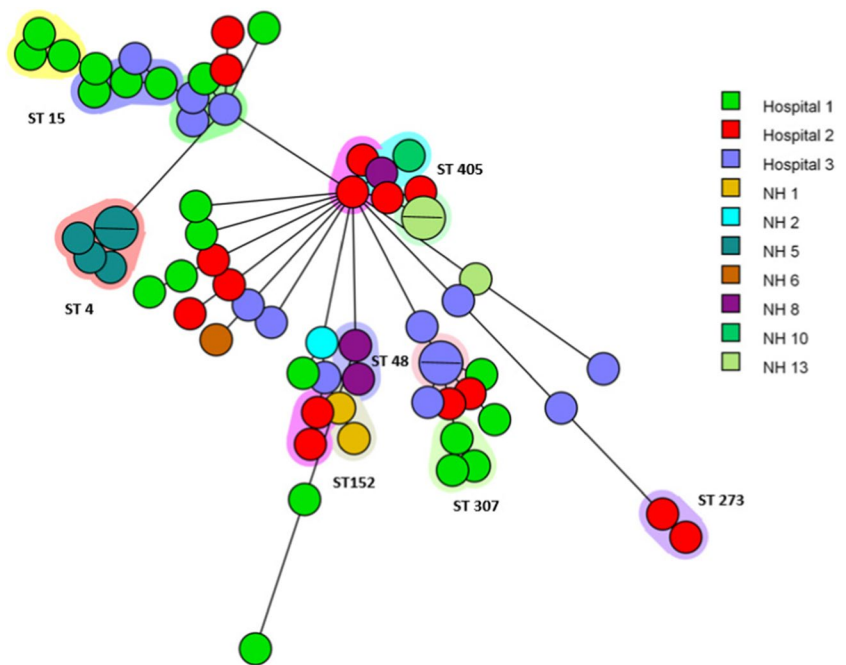 ST 15
ST 4
ST 405
ST 48
ST152
ST 307
ST 273
Hospital 1
Hospital 2
Hospital 3
NH 1
NH 2
NH 5
NH 6
NH 8
NH 10
NH 13